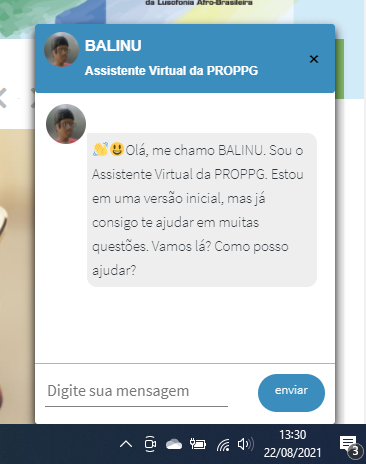 da Lusofonia Afro-Brasileira
BALINU
Assistente Virtual da PROPPG
×
👋😃Olá, me chamo BALINU. Sou o
Assistente Virtual da PROPPG. Estou
em uma versão inicial, mas já
consigo te ajudar em muitas
questões. Vamos lá? Como posso
ajudar?
Digite sua mensagem
enviar
13:30
22/08/2021
3